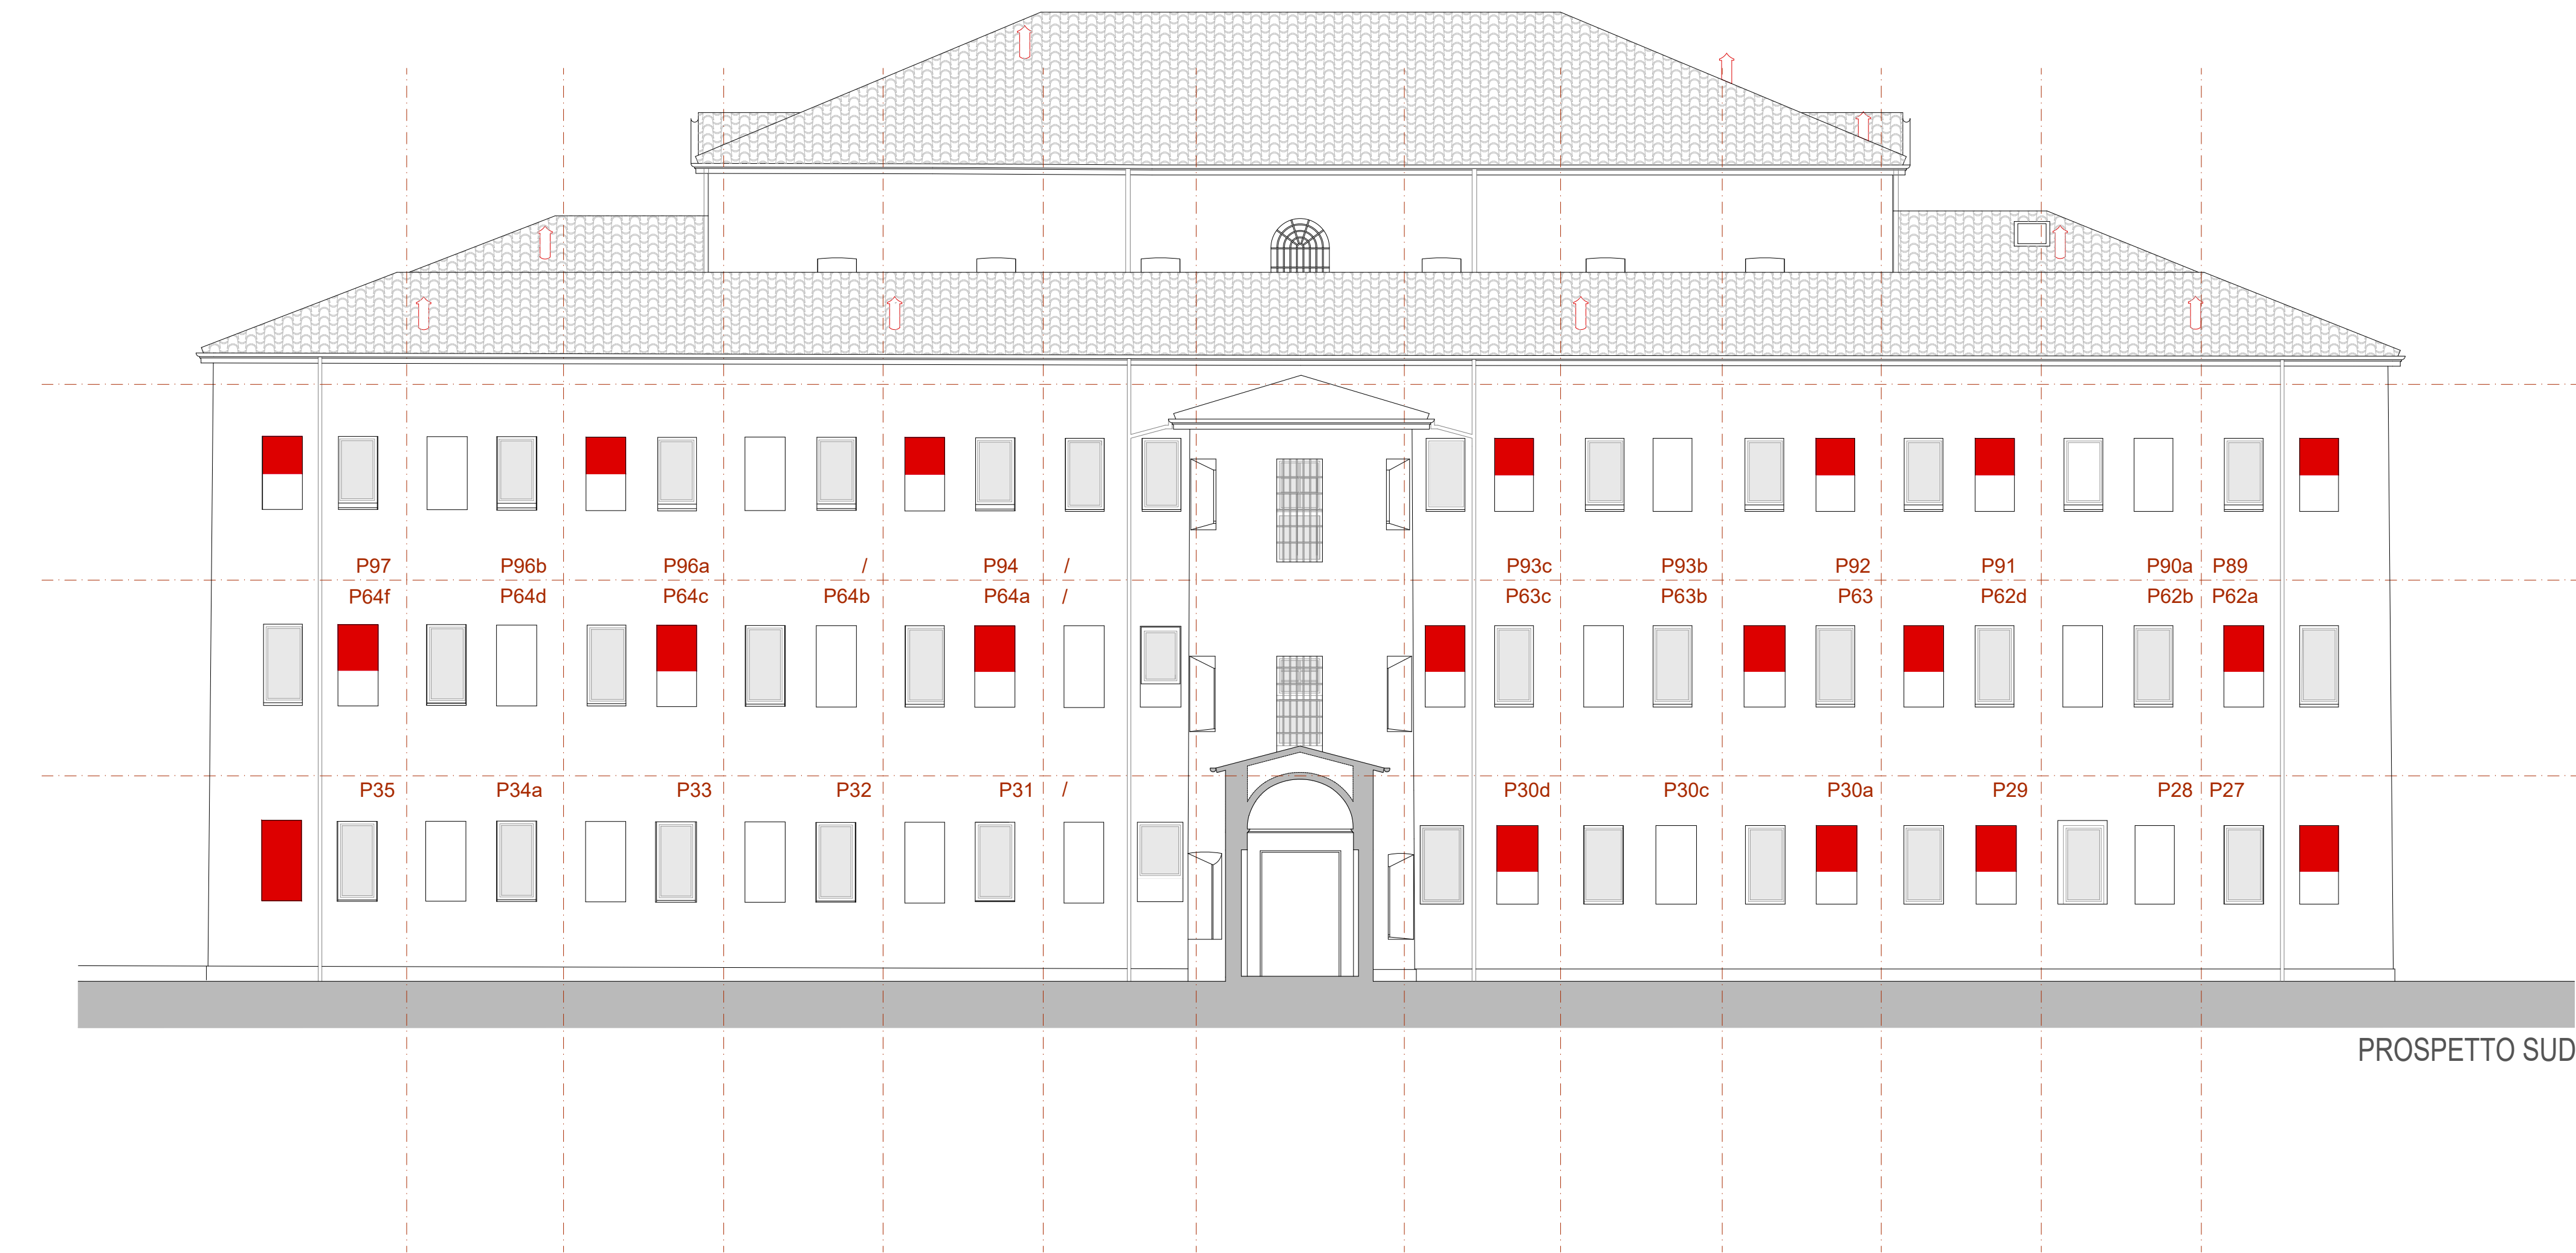 P97 P96b P96a / P94 / P93c P93b P92 P91 P90a P89
P64f P64d P64c P64b P64a / P63c P63b P63 P62d P62b P62a
P35 P34a P33 P32 P31 / P30d P30c P30a P29 P28 P27
PROSPETTO SUD